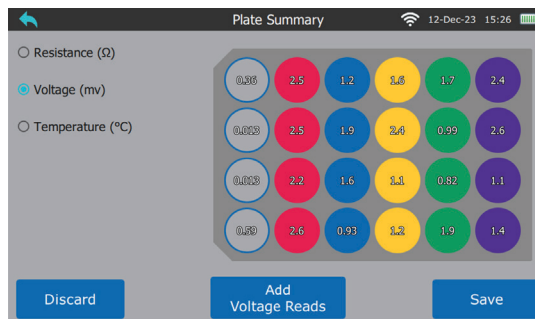 Plate Summary 12-Dec-23 15:26
Resistance (Ω)
Voltage (mv)
Temperature (°C)
0.36 2.5 1.2 1.6 1.7 2.4
0.013 2.5 1.9 2.4 0.99 2.6
0.013 2.2 1.6 1.1 0.82 1.1
0.59 2.6 0.93 1.2 1.9 1.4
Discard
Add
Voltage Reads
Save